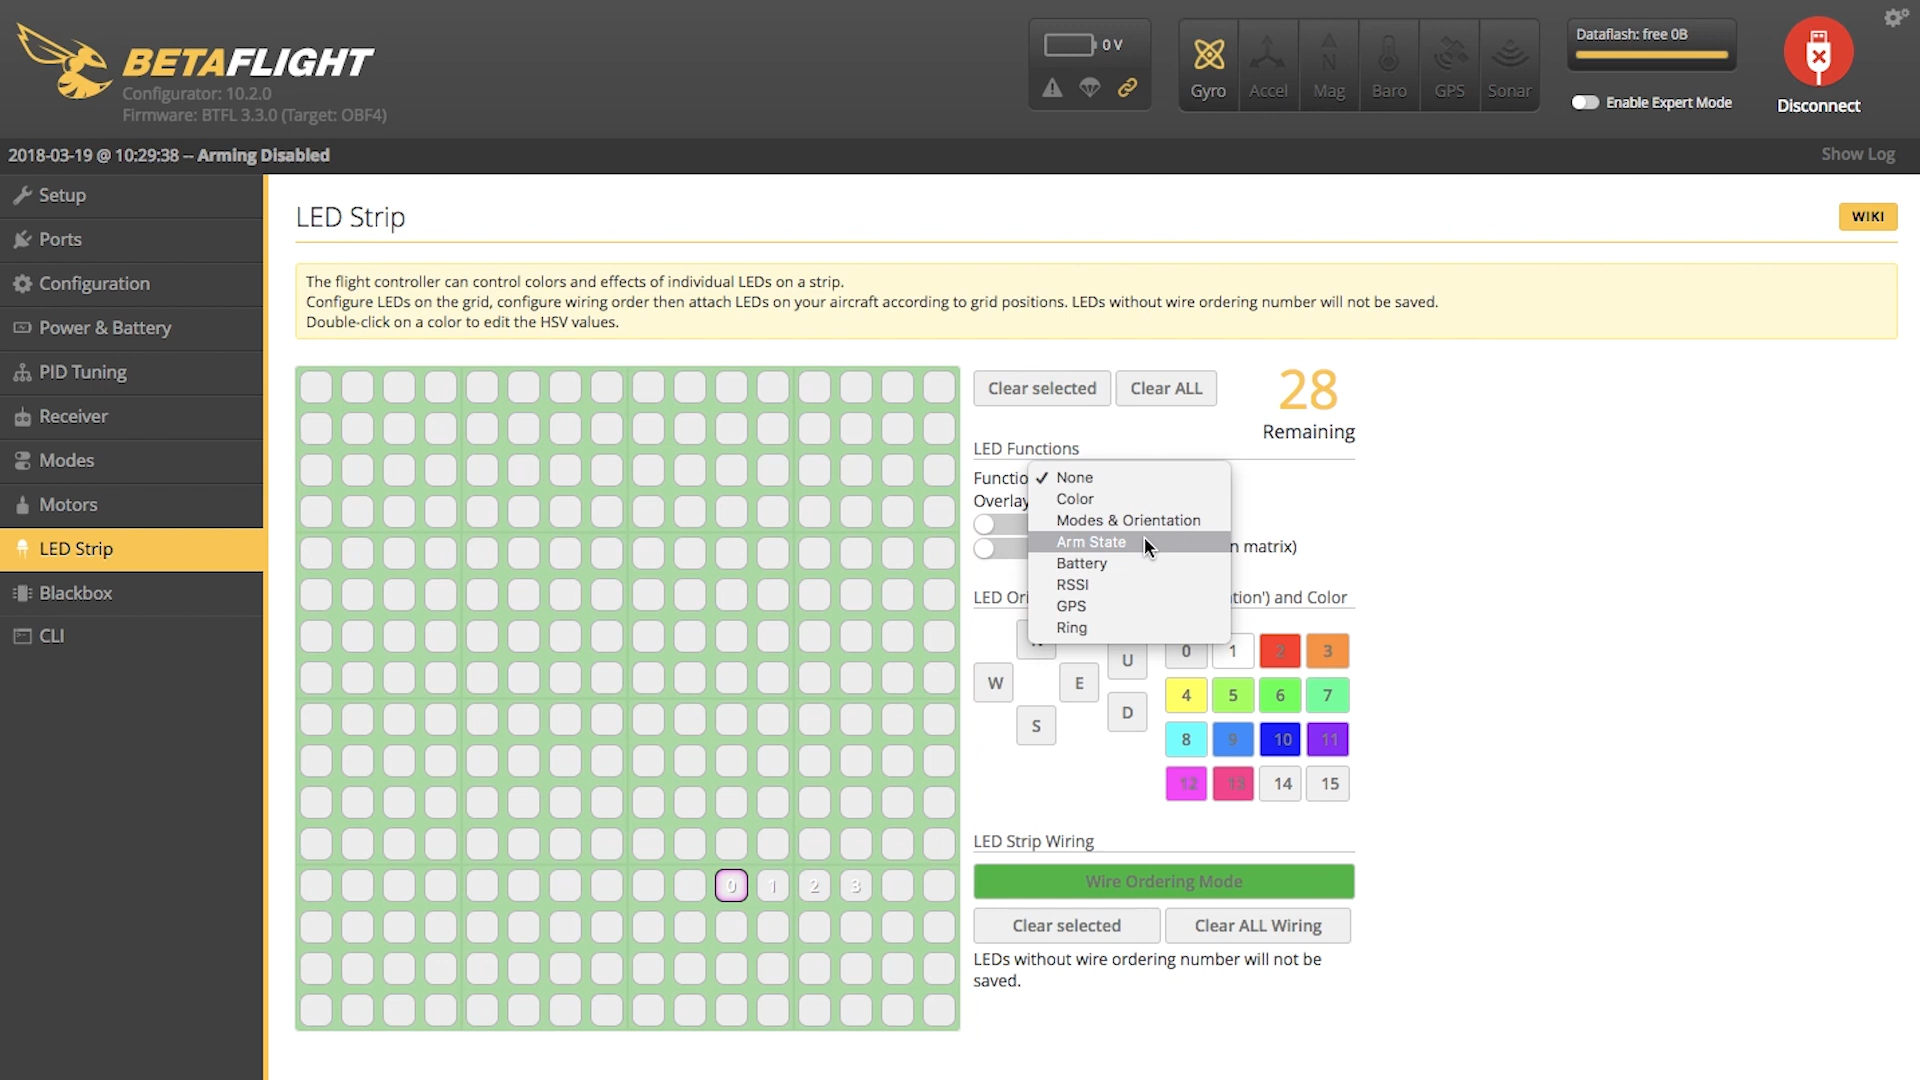 BETAFLIGHT
Configurator: 10.2.0
Firmware: BTFL 3.3.0 (Target: OBF4)
0 V
Gyro
Accel
Mag
Baro
GPS
Sonar
Dataflash: free 0B
Enable Expert Mode
Disconnect
2018-03-19 @ 10:29:38 -- Arming Disabled
Show Log
Setup
Ports
Configuration
Power & Battery
PID Tuning
Receiver
Modes
Motors
LED Strip
Blackbox
CLI
LED Strip
WIKI
The flight controller can control colors and effects of individual LEDs on a strip.
Configure LEDs on the grid, configure wiring order then attach LEDs on your aircraft according to grid positions. LEDs without wire ordering number will not be saved.
Double-click on a color to edit the HSV values.
0 1 2 3
Clear selected
Clear ALL
28
Remaining
LED Functions
Functio
Overlay
✓ None
Color
Modes & Orientation
Arm State
Battery
RSSI
GPS
Ring
n matrix)
LED Ori
tion') and Color
W
E
S
U
D
0 1 2 3
4 5 6 7
8 9 10 11
12 13 14 15
LED Strip Wiring
Wire Ordering Mode
Clear selected
Clear ALL Wiring
LEDs without wire ordering number will not be
saved.